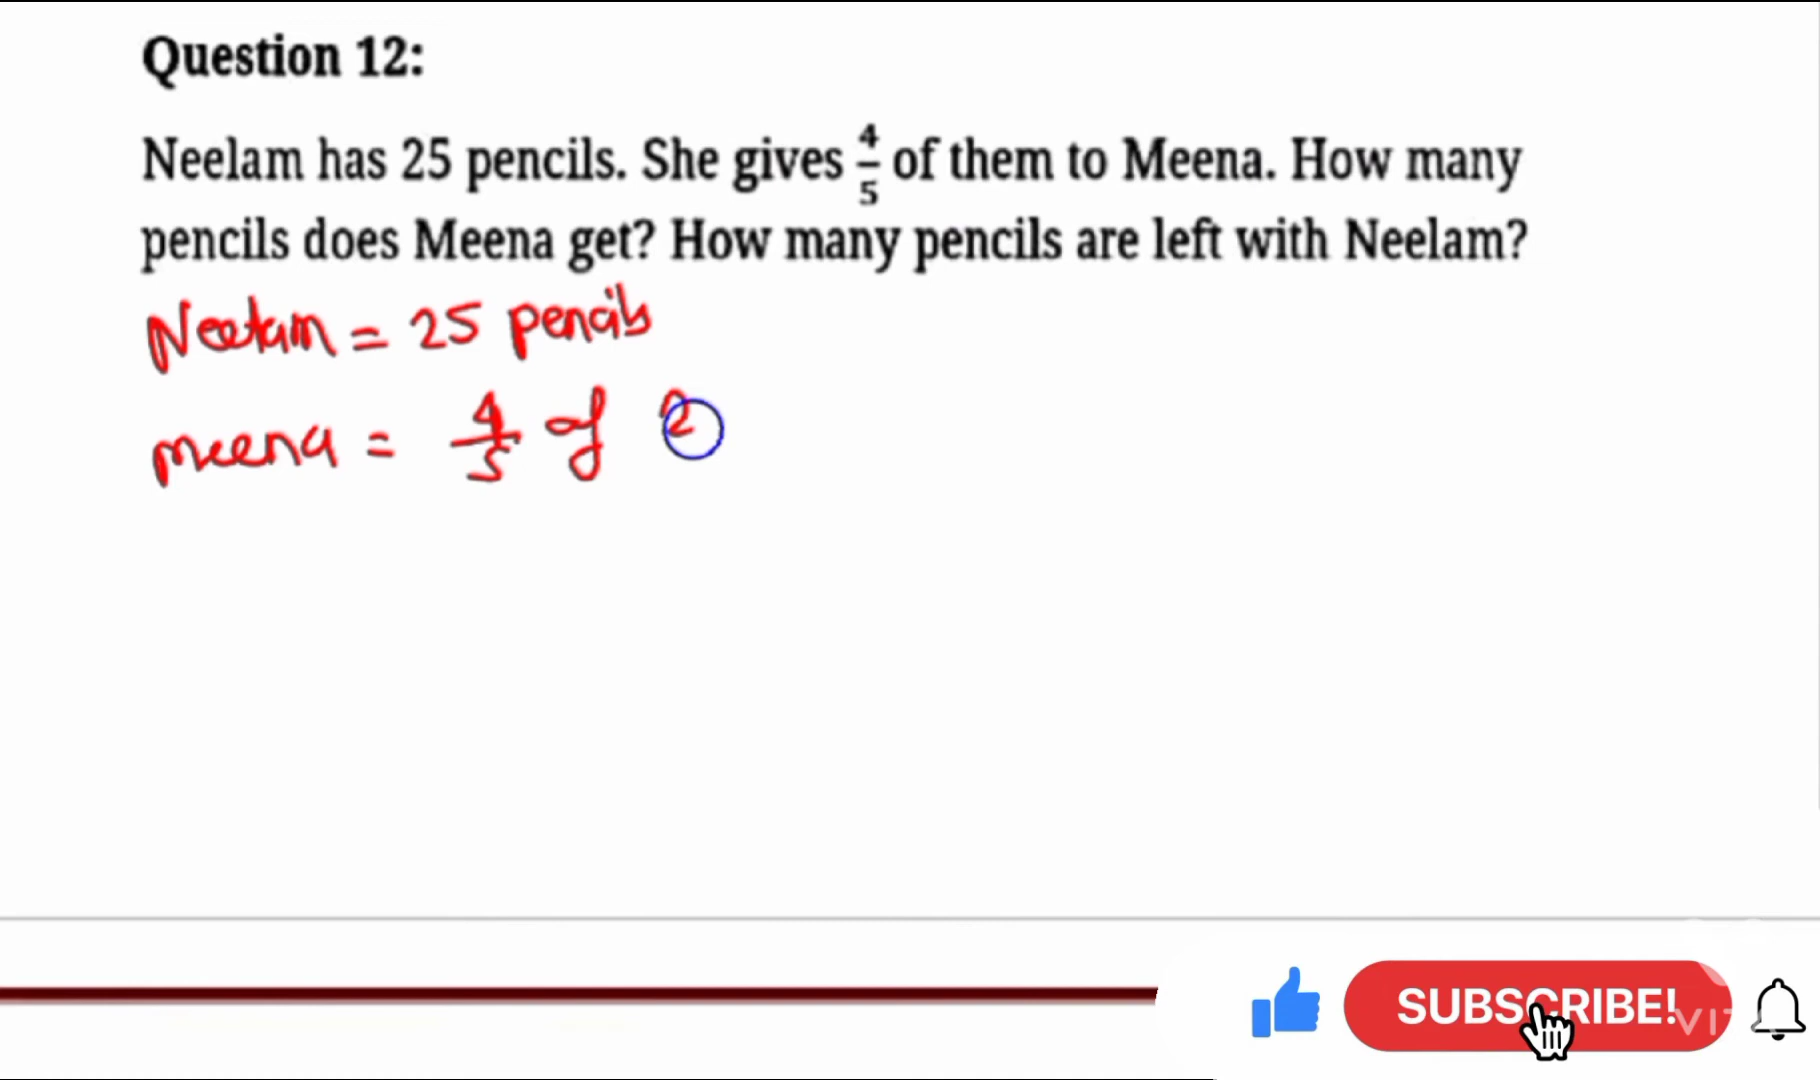 Question 12:
Neelam has 25 pencils. She gives 4/5 of them to Meena. How many
pencils does Meena get? How many pencils are left with Neelam?
Neelam = 25 pencils
meena = 4/5 of 2
SUBSCRIBE!